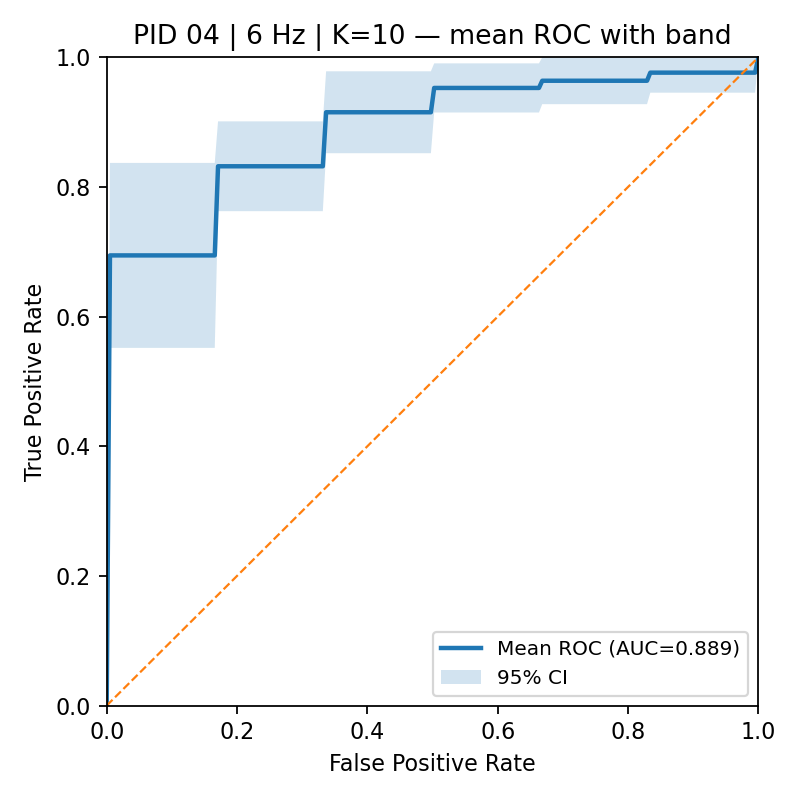 PID 04 | 6 Hz | K=10 — mean ROC with band
1.0
0.8
0.6
0.4
0.2
0.0
True Positive Rate
0.0 0.2 0.4 0.6 0.8 1.0
False Positive Rate
Mean ROC (AUC=0.889)
95% CI